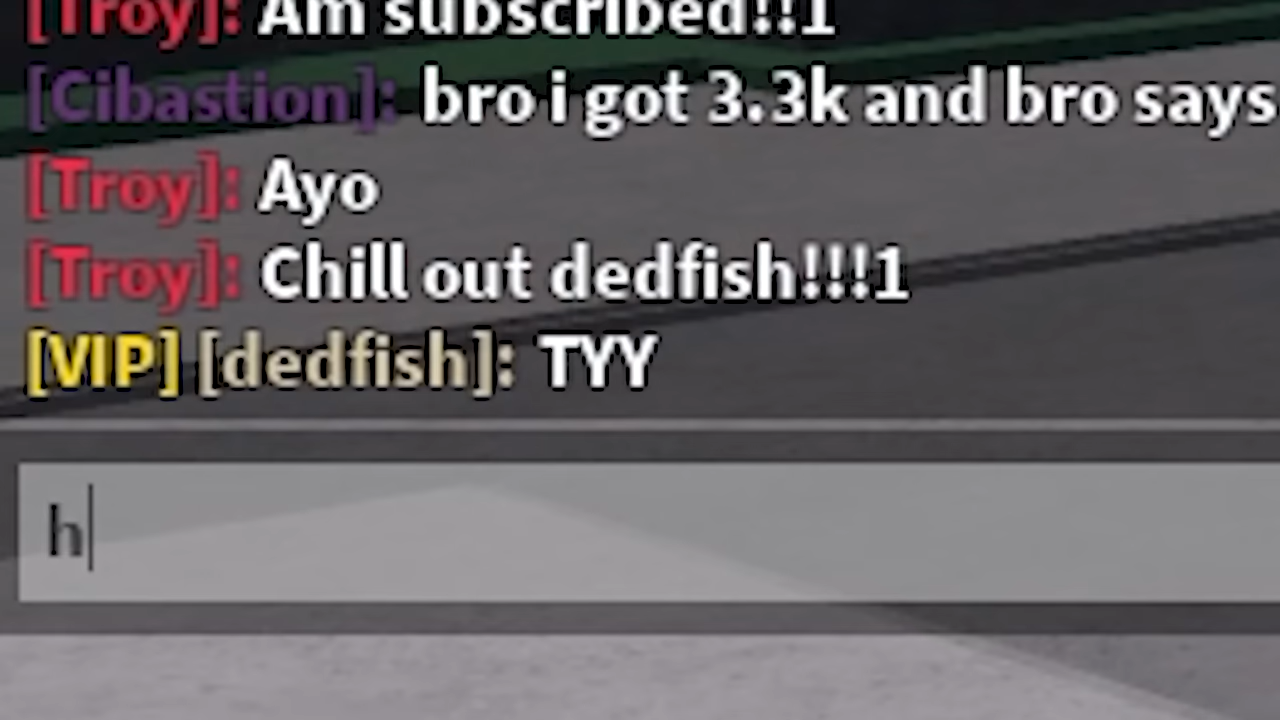 [Troy]: Am subscribed!!1
[Cibastion]: bro i got 3.3k and bro says
[Troy]: Ayo
[Troy]: Chill out dedfish!!!1
[VIP] [dedfish]: TYY
h